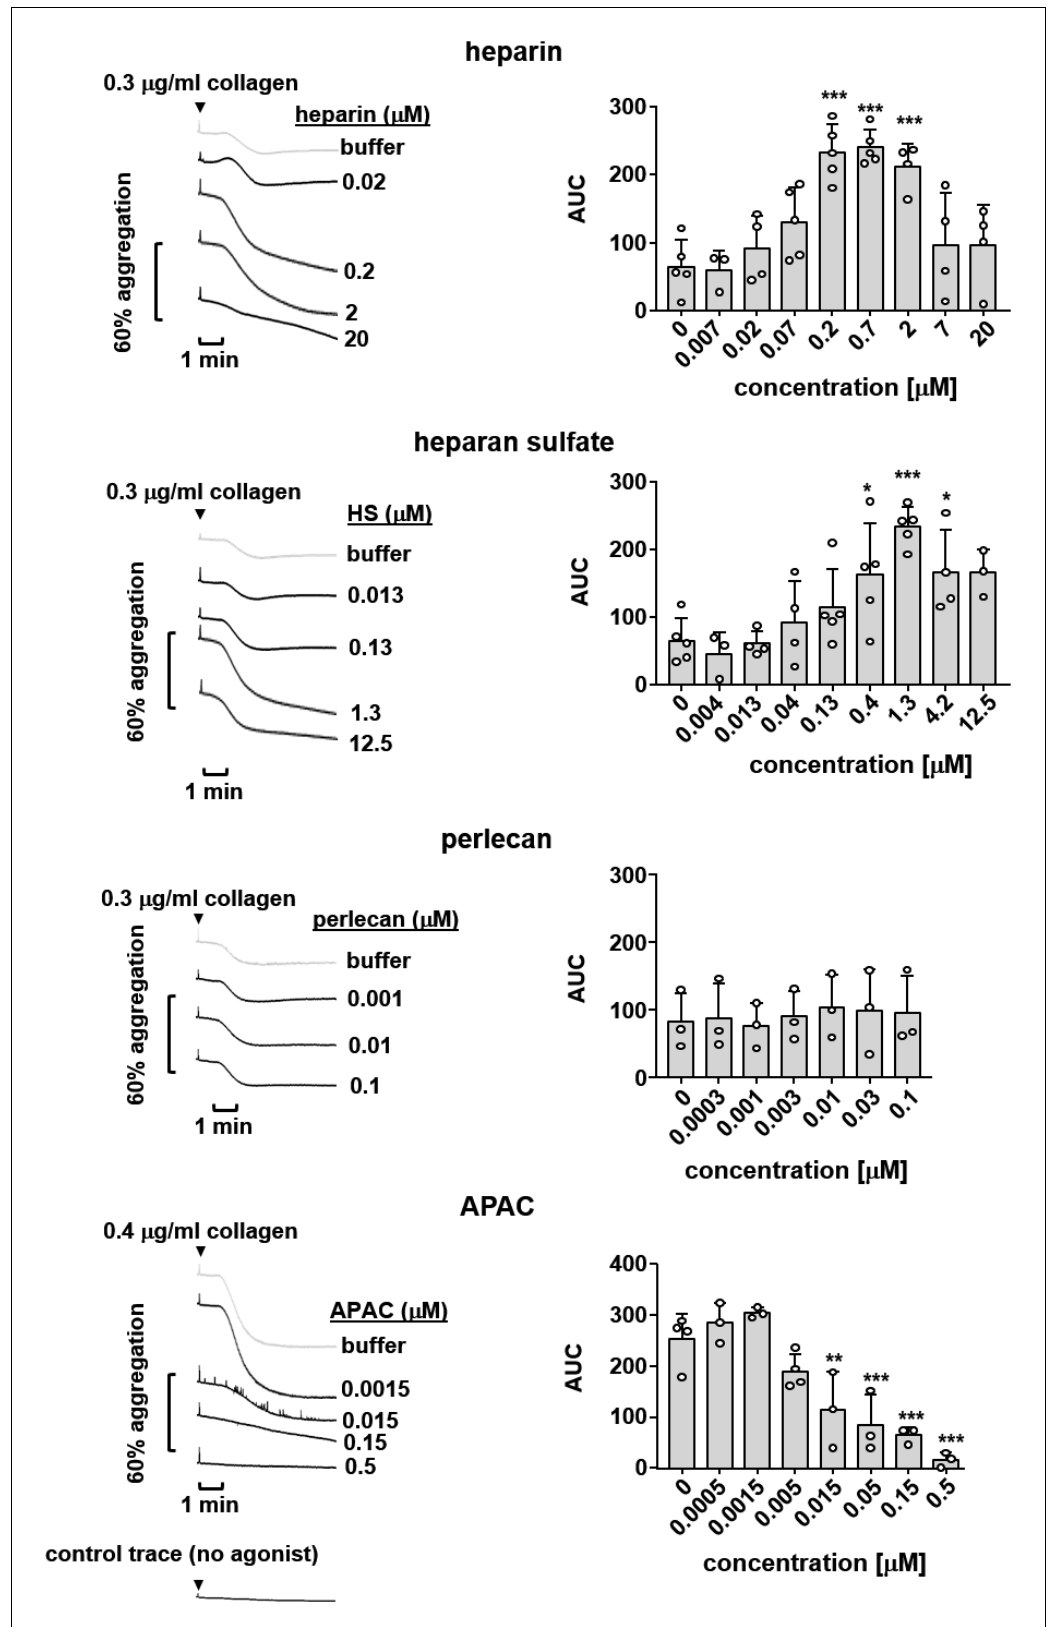 heparin
0.3 μg/ml collagen
heparin (μM)
buffer
0.02
0.2
2
20
60% aggregation
1 min
AUC
300
200
100
0
*** *** ***
0 0.007 0.02 0.07 0.2 0.7 2 7 20
concentration [μM]
heparan sulfate
0.3 μg/ml collagen
HS (μM)
buffer
0.013
0.13
1.3
12.5
60% aggregation
1 min
AUC
300
200
100
0
* *** *
0 0.004 0.013 0.04 0.13 0.4 1.3 4.2 12.5
concentration [μM]
perlecan
0.3 μg/ml collagen
perlecan (μM)
buffer
0.001
0.01
0.1
60% aggregation
1 min
AUC
300
200
100
0
0 0.0003 0.001 0.003 0.01 0.03 0.1
concentration [μM]
APAC
0.4 μg/ml collagen
APAC (μM)
buffer
0.0015
0.015
0.15
0.5
60% aggregation
1 min
control trace (no agonist)
AUC
400
300
200
100
0
** *** *** ***
0 0.0005 0.0015 0.005 0.015 0.05 0.15 0.5
concentration [μM]